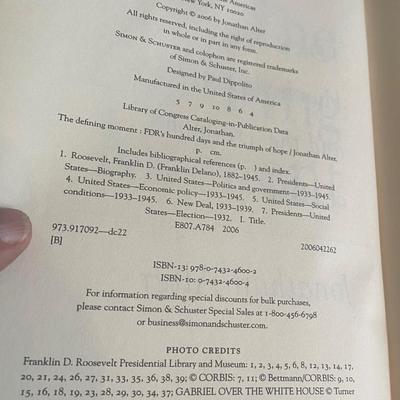 Americas
New York, NY 10020
Copyright © 2006 by Jonathan Alter
All rights reserved, including the right of reproduction
in whole or in part in any form.
SIMON & SCHUSTER and colophon are registered trademarks
of Simon & Schuster, Inc.
Designed by Paul Dippolito
Manufactured in the United States of America
5 7 9 10 8 6 4
Library of Congress Cataloging-in-Publication Data
Alter, Jonathan.
The defining moment : FDR's hundred days and the triumph of hope / Jonathan Alter.
p. cm.
Includes bibliographical references (p. ) and index.
1. Roosevelt, Franklin D. (Franklin Delano), 1882–1945. 2. Presidents—United
States—Biography. 3. United States—Politics and government—1933–1945.
4. United States—Economic policy—1933–1945. 5. United States—Social
conditions—1933–1945. 6. New Deal, 1933–1939. 7. Presidents—United
States—Election—1932. I. Title.
E807.A784 2006
973.917092—dc22 2006042262
[B]
ISBN-13: 978-0-7432-4600-2
ISBN-10: 0-7432-4600-4
For information regarding special discounts for bulk purchases,
please contact Simon & Schuster Special Sales at 1-800-456-6798
or business@simonandschuster.com.
PHOTO CREDITS
Franklin D. Roosevelt Presidential Library and Museum: 1, 2, 3, 4, 5, 6, 8, 12, 13, 14, 17,
20, 21, 24, 26, 27, 31, 33, 35, 36, 38, 39; © CORBIS: 7, 11; © Bettmann/CORBIS: 9, 10,
15, 16, 18, 19, 23, 28, 29, 30, 34, 37; GABRIEL OVER THE WHITE HOUSE © Turner